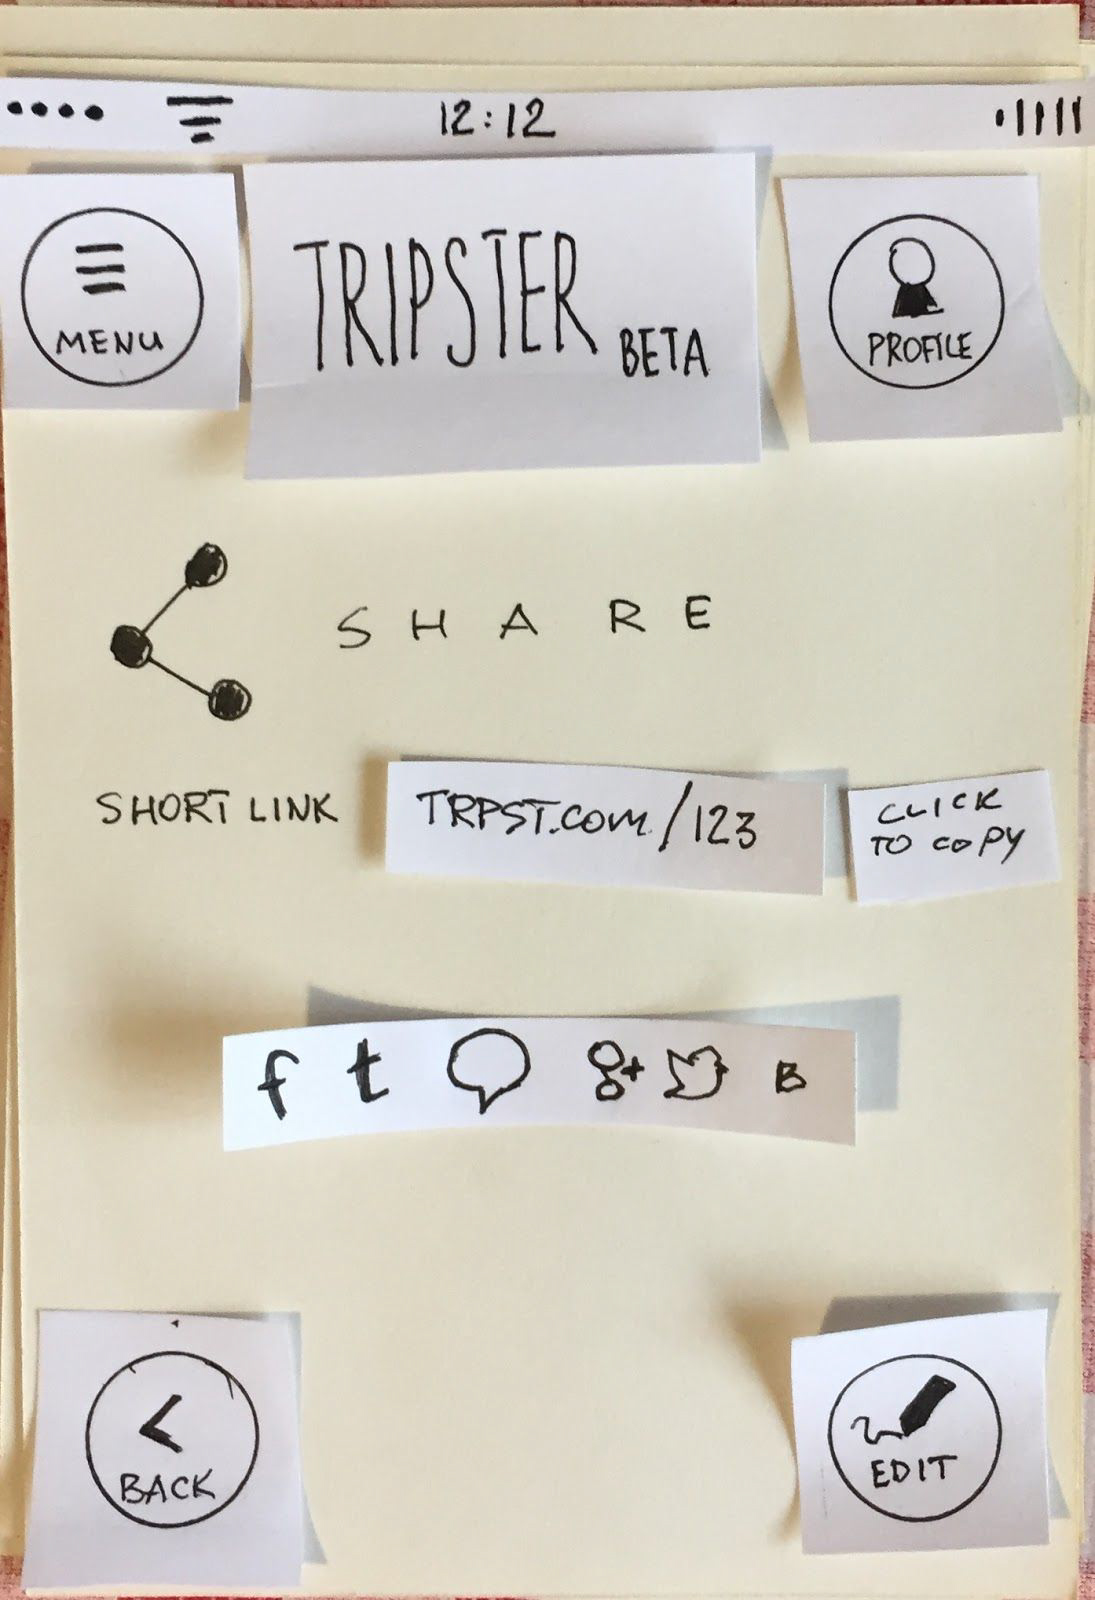 12:12
MENU
TRIPSTER BETA
PROFILE
SHARE
SHORT LINK
TRPST.com/123
CLICK
TO COPY
f t g+ B
BACK
EDIT